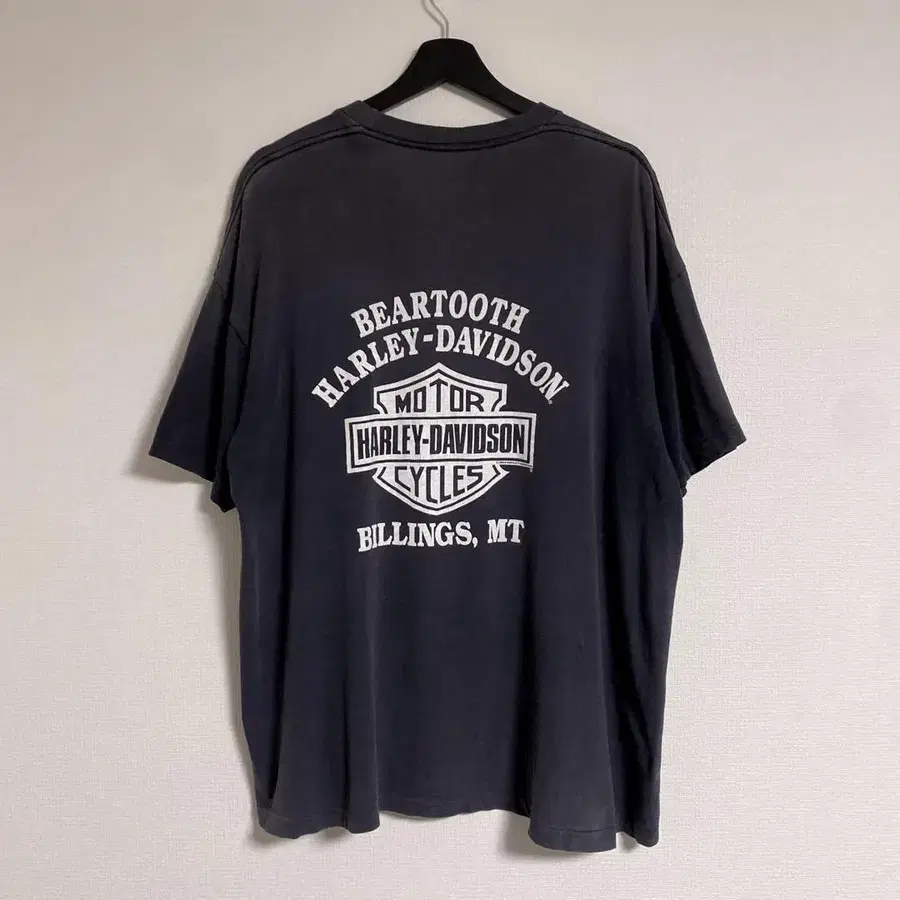 BEARTOOTH
HARLEY-DAVIDSON
MOTOR
HARLEY-DAVIDSON
CYCLES
BILLINGS, MT